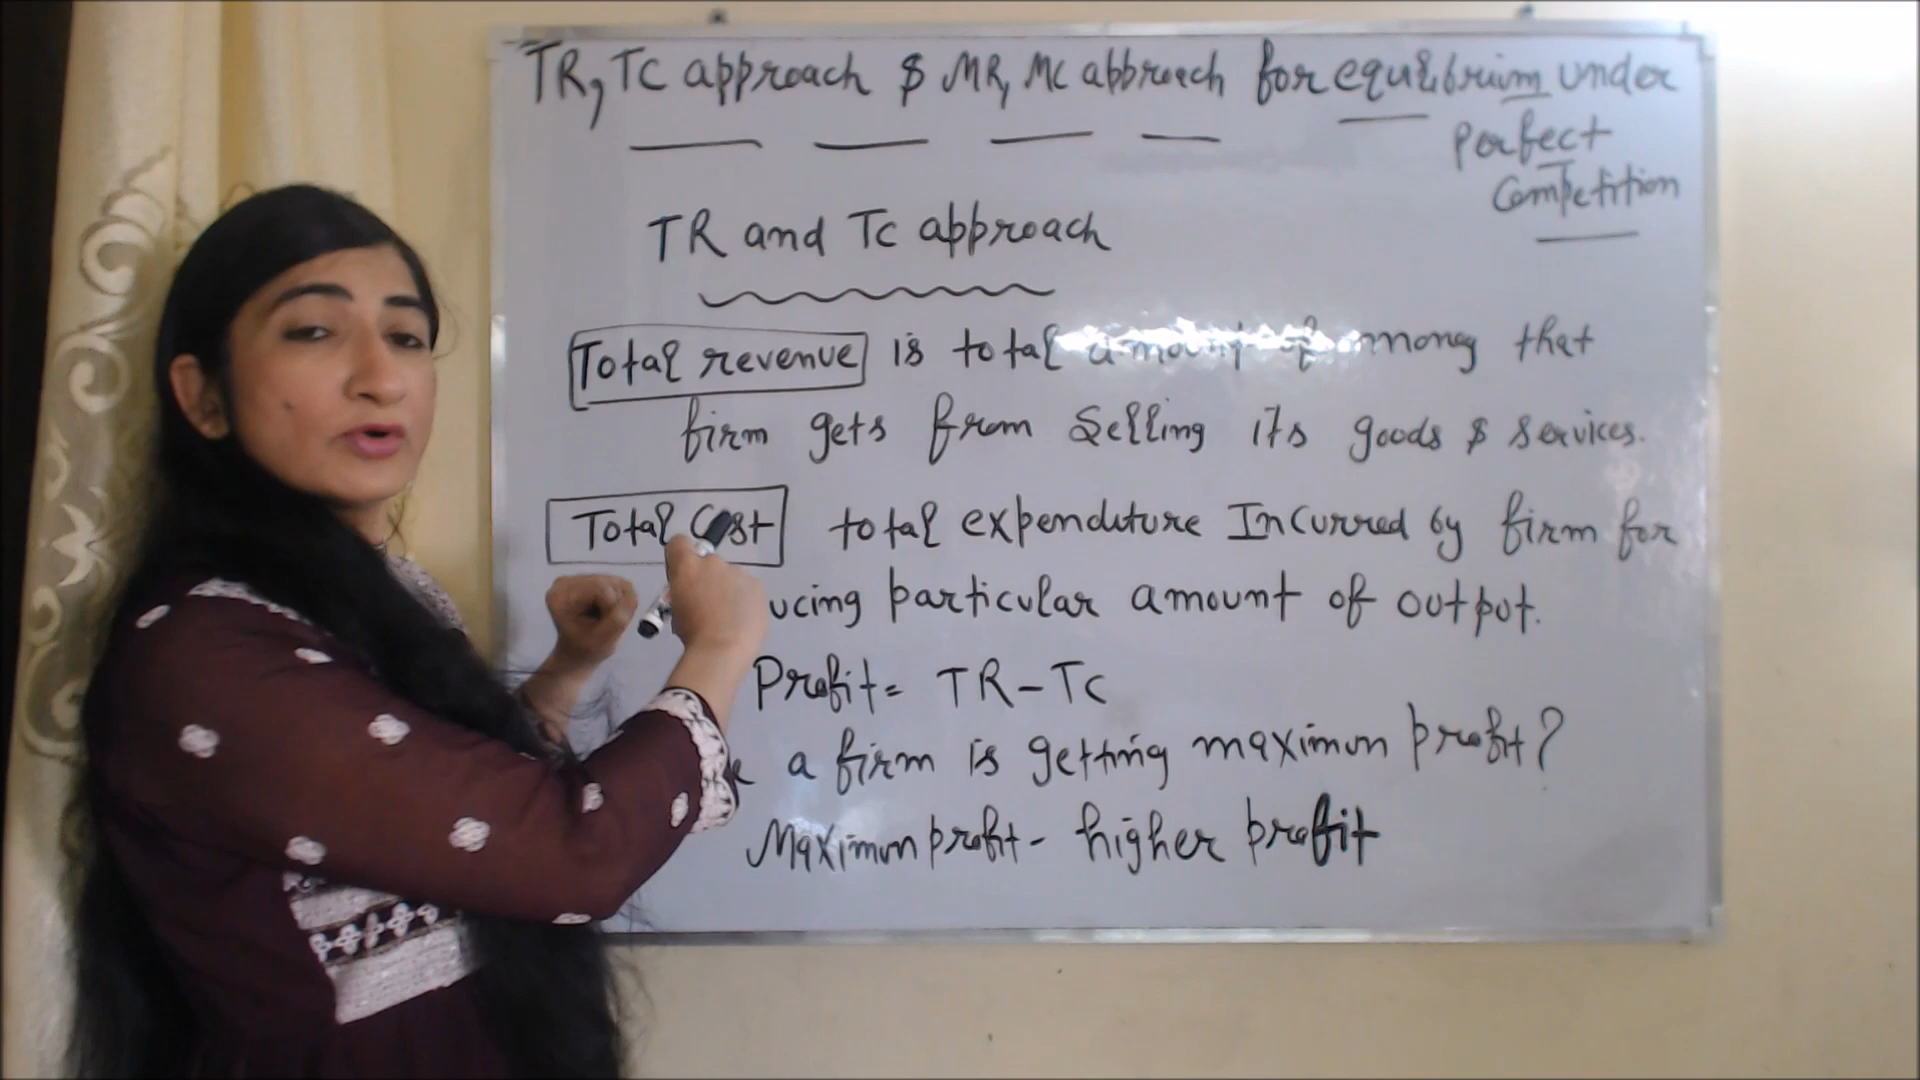 TR, TC approach & MR, MC approach for equilibrium under
Perfect
Competition
TR and TC approach
Total revenue is total amount of money that
firm gets from selling its goods & services.
Total Cost total expenditure Incurred by firm for
ucing particular amount of output.
Profit = TR - TC
a firm is getting maximum profit?
Maximum profit - higher profit